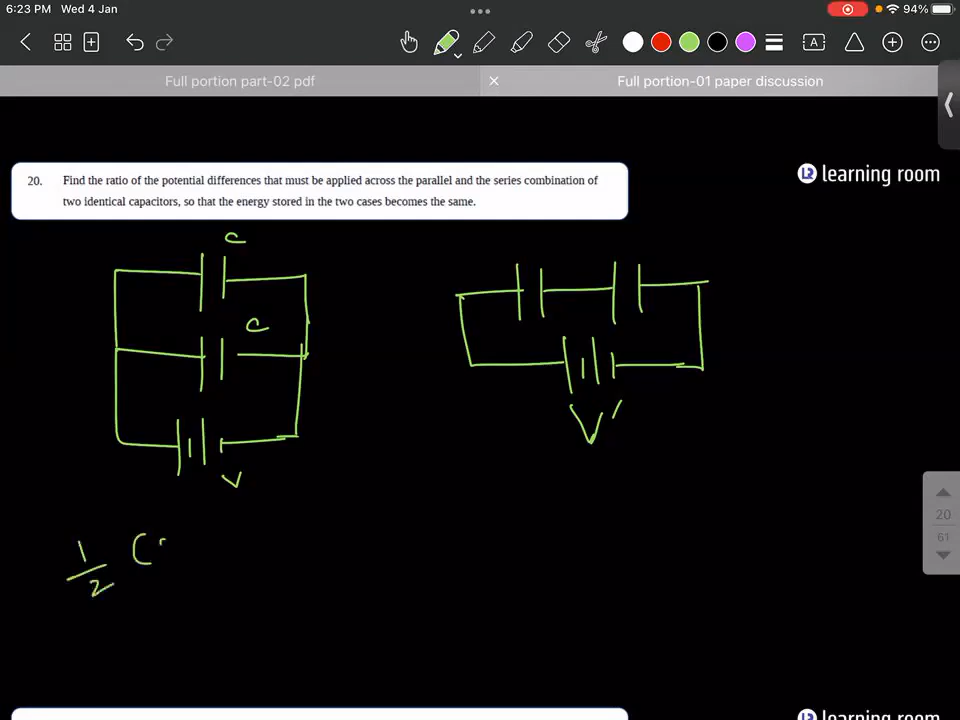 6:23 PM Wed 4 Jan
94%
A
Full portion part-02 pdf
Full portion-01 paper discussion
20. Find the ratio of the potential differences that must be applied across the parallel and the series combination of
two identical capacitors, so that the energy stored in the two cases becomes the same.
LR learning room
C
C
V
V'
20
61
1/2 (
learning room